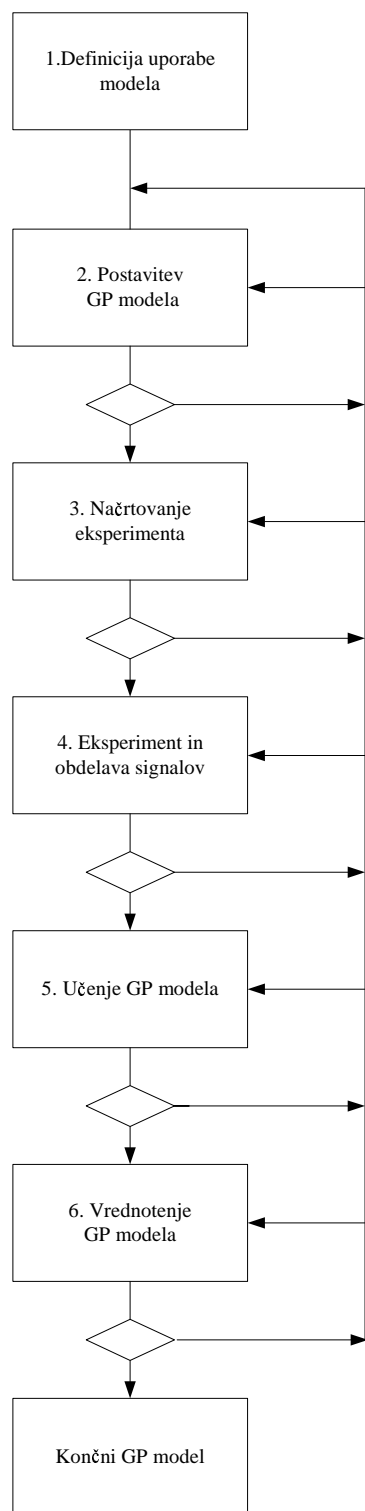 1.Definicija uporabe
modela
2. Postavitev
GP modela
3. Načrtovanje
eksperimenta
4. Eksperiment in
obdelava signalov
5. Učenje GP modela
6. Vrednotenje
GP modela
Končni GP model